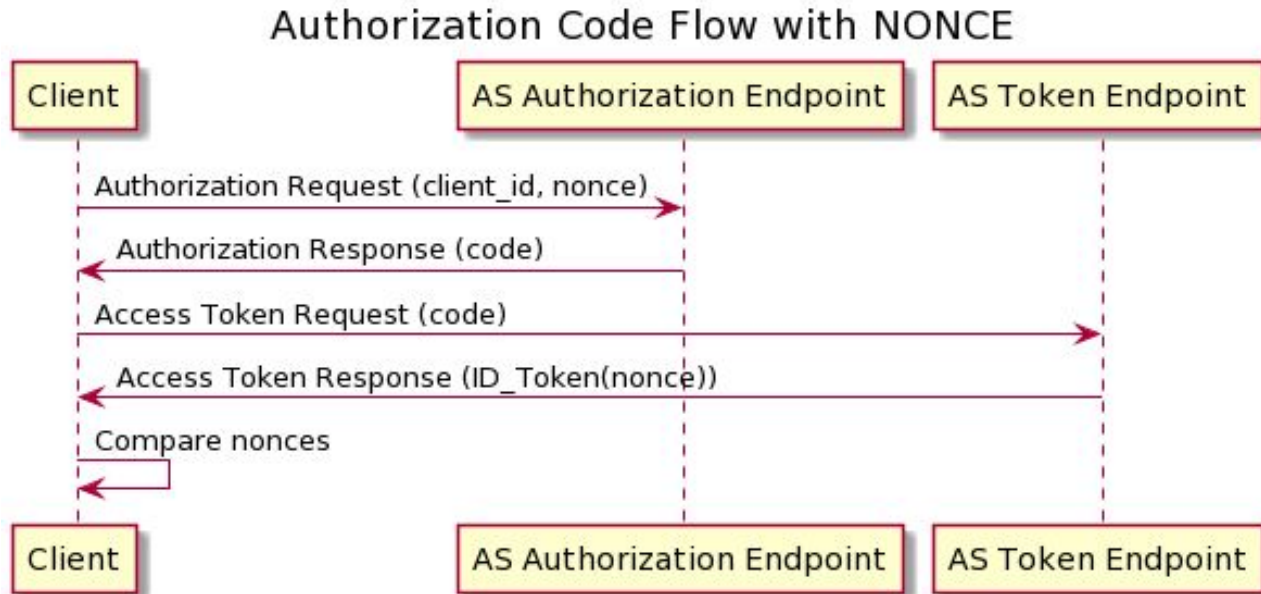 Authorization Code Flow with NONCE
Client AS Authorization Endpoint AS Token Endpoint
Authorization Request (client_id, nonce)
Authorization Response (code)
Access Token Request (code)
Access Token Response (ID_Token(nonce))
Compare nonces
Client AS Authorization Endpoint AS Token Endpoint